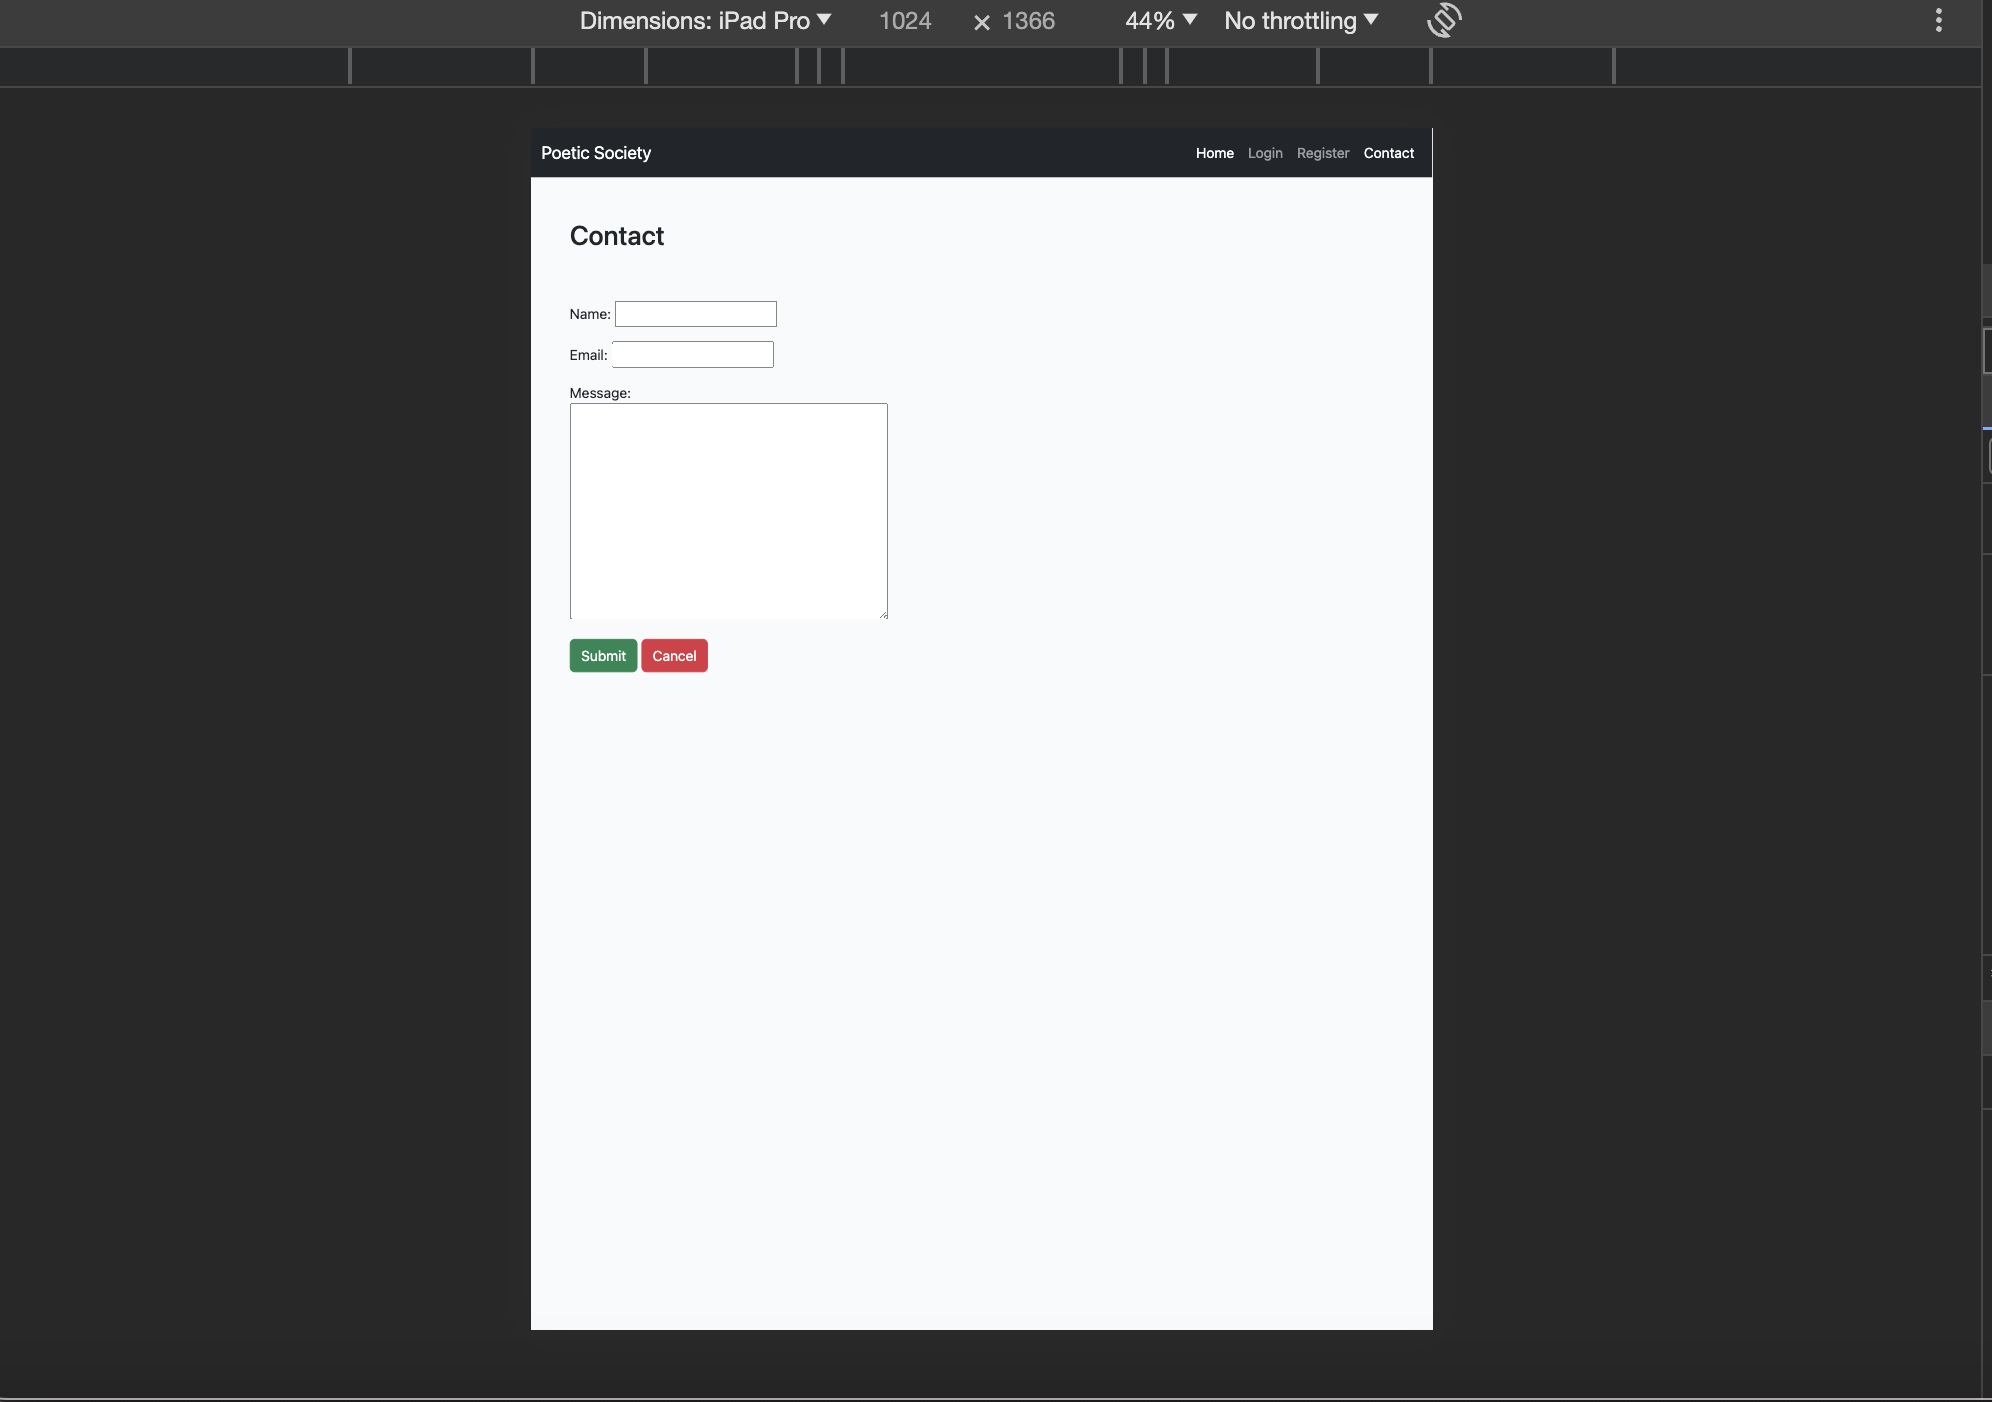 Dimensions: iPad Pro 1024 × 1366 44% No throttling
Poetic Society Home Login Register Contact
Contact
Name:
Email:
Message:
Submit Cancel